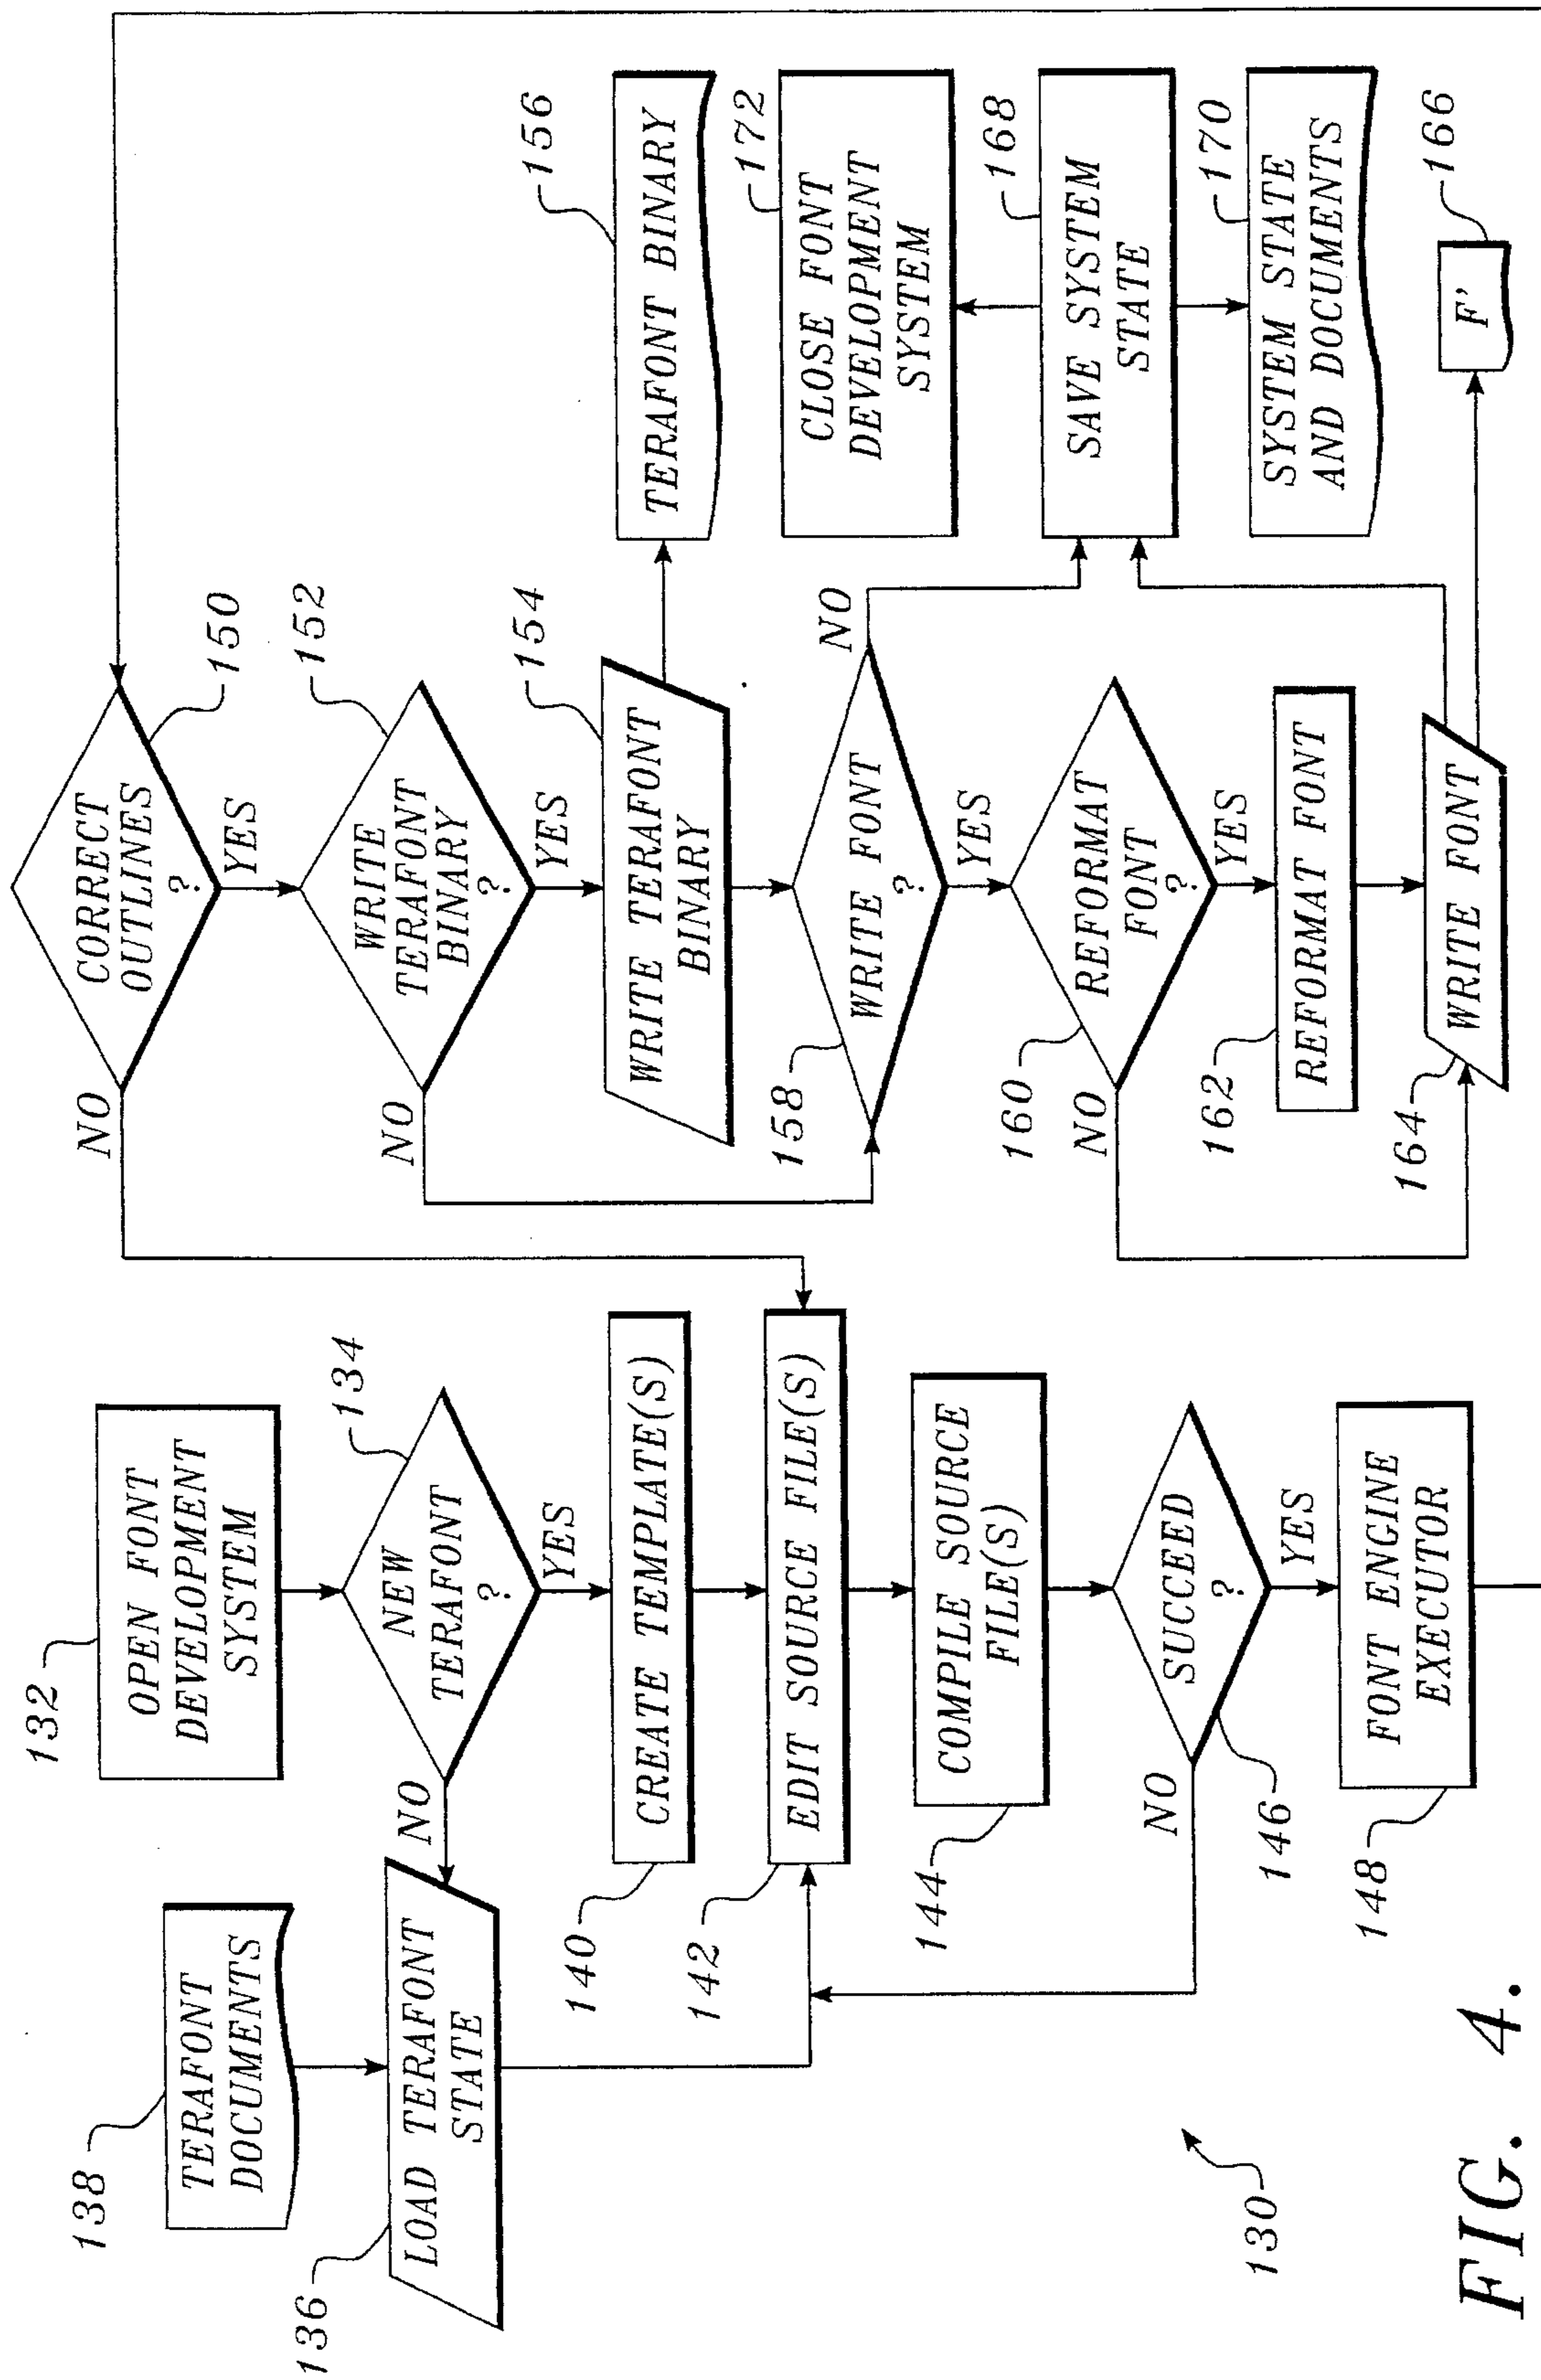 132
OPEN FONT
DEVELOPMENT
SYSTEM
138
TERAFONT
DOCUMENTS
134
NEW
TERAFONT
?
NO
YES
136
LOAD TERAFONT
STATE
140
CREATE TEMPLATE(S)
142
EDIT SOURCE FILE(S)
144
COMPILE SOURCE
FILE(S)
146
SUCCEED
?
NO
YES
148
FONT ENGINE
EXECUTOR
130
CORRECT
OUTLINES
?
150
NO
YES
152
WRITE
TERAFONT
BINARY
?
NO
YES
154
WRITE TERAFONT
BINARY
156
TERAFONT BINARY
158
WRITE FONT
?
NO
YES
160
REFORMAT
FONT
?
NO
YES
162
REFORMAT FONT
164
WRITE FONT
172
CLOSE FONT
DEVELOPMENT
SYSTEM
168
SAVE SYSTEM
STATE
170
SYSTEM STATE
AND DOCUMENTS
166
F'
FIG. 4.